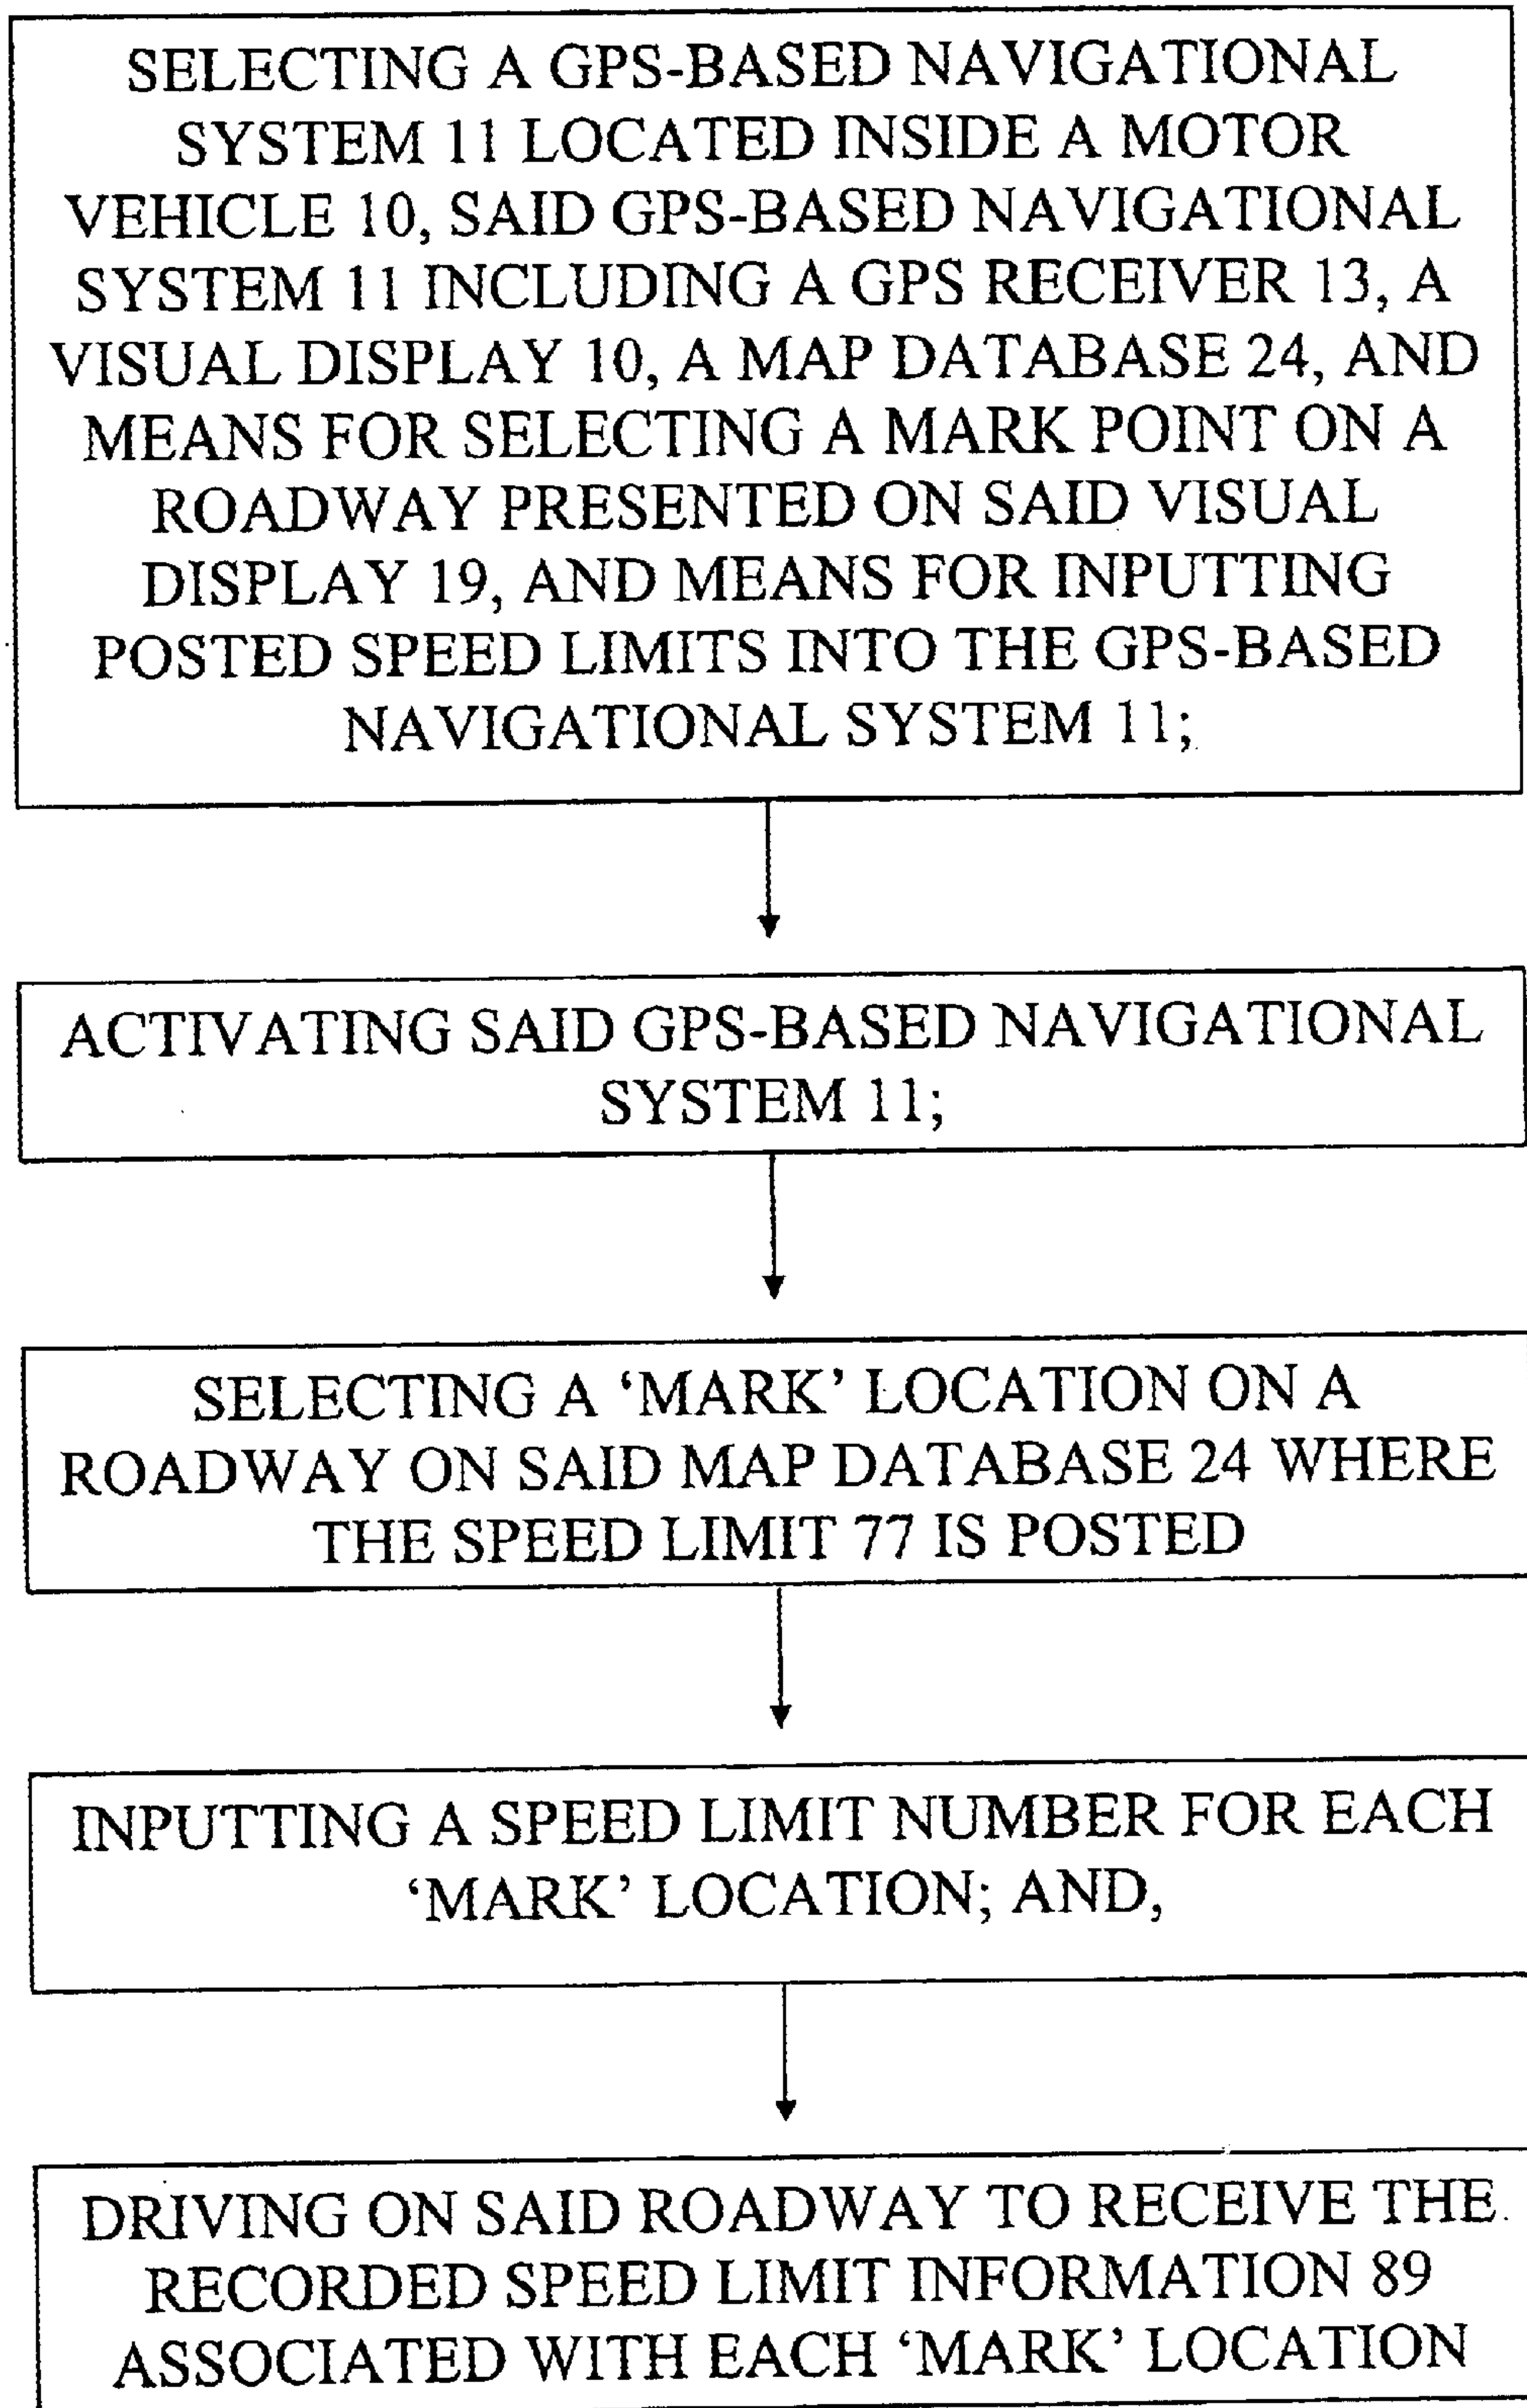 SELECTING A GPS-BASED NAVIGATIONAL
SYSTEM 11 LOCATED INSIDE A MOTOR
VEHICLE 10, SAID GPS-BASED NAVIGATIONAL
SYSTEM 11 INCLUDING A GPS RECEIVER 13, A
VISUAL DISPLAY 10, A MAP DATABASE 24, AND
MEANS FOR SELECTING A MARK POINT ON A
ROADWAY PRESENTED ON SAID VISUAL
DISPLAY 19, AND MEANS FOR INPUTTING
POSTED SPEED LIMITS INTO THE GPS-BASED
NAVIGATIONAL SYSTEM 11;
ACTIVATING SAID GPS-BASED NAVIGATIONAL
SYSTEM 11;
SELECTING A ‘MARK’ LOCATION ON A
ROADWAY ON SAID MAP DATABASE 24 WHERE
THE SPEED LIMIT 77 IS POSTED
INPUTTING A SPEED LIMIT NUMBER FOR EACH
‘MARK’ LOCATION; AND,
DRIVING ON SAID ROADWAY TO RECEIVE THE
RECORDED SPEED LIMIT INFORMATION 89
ASSOCIATED WITH EACH ‘MARK’ LOCATION